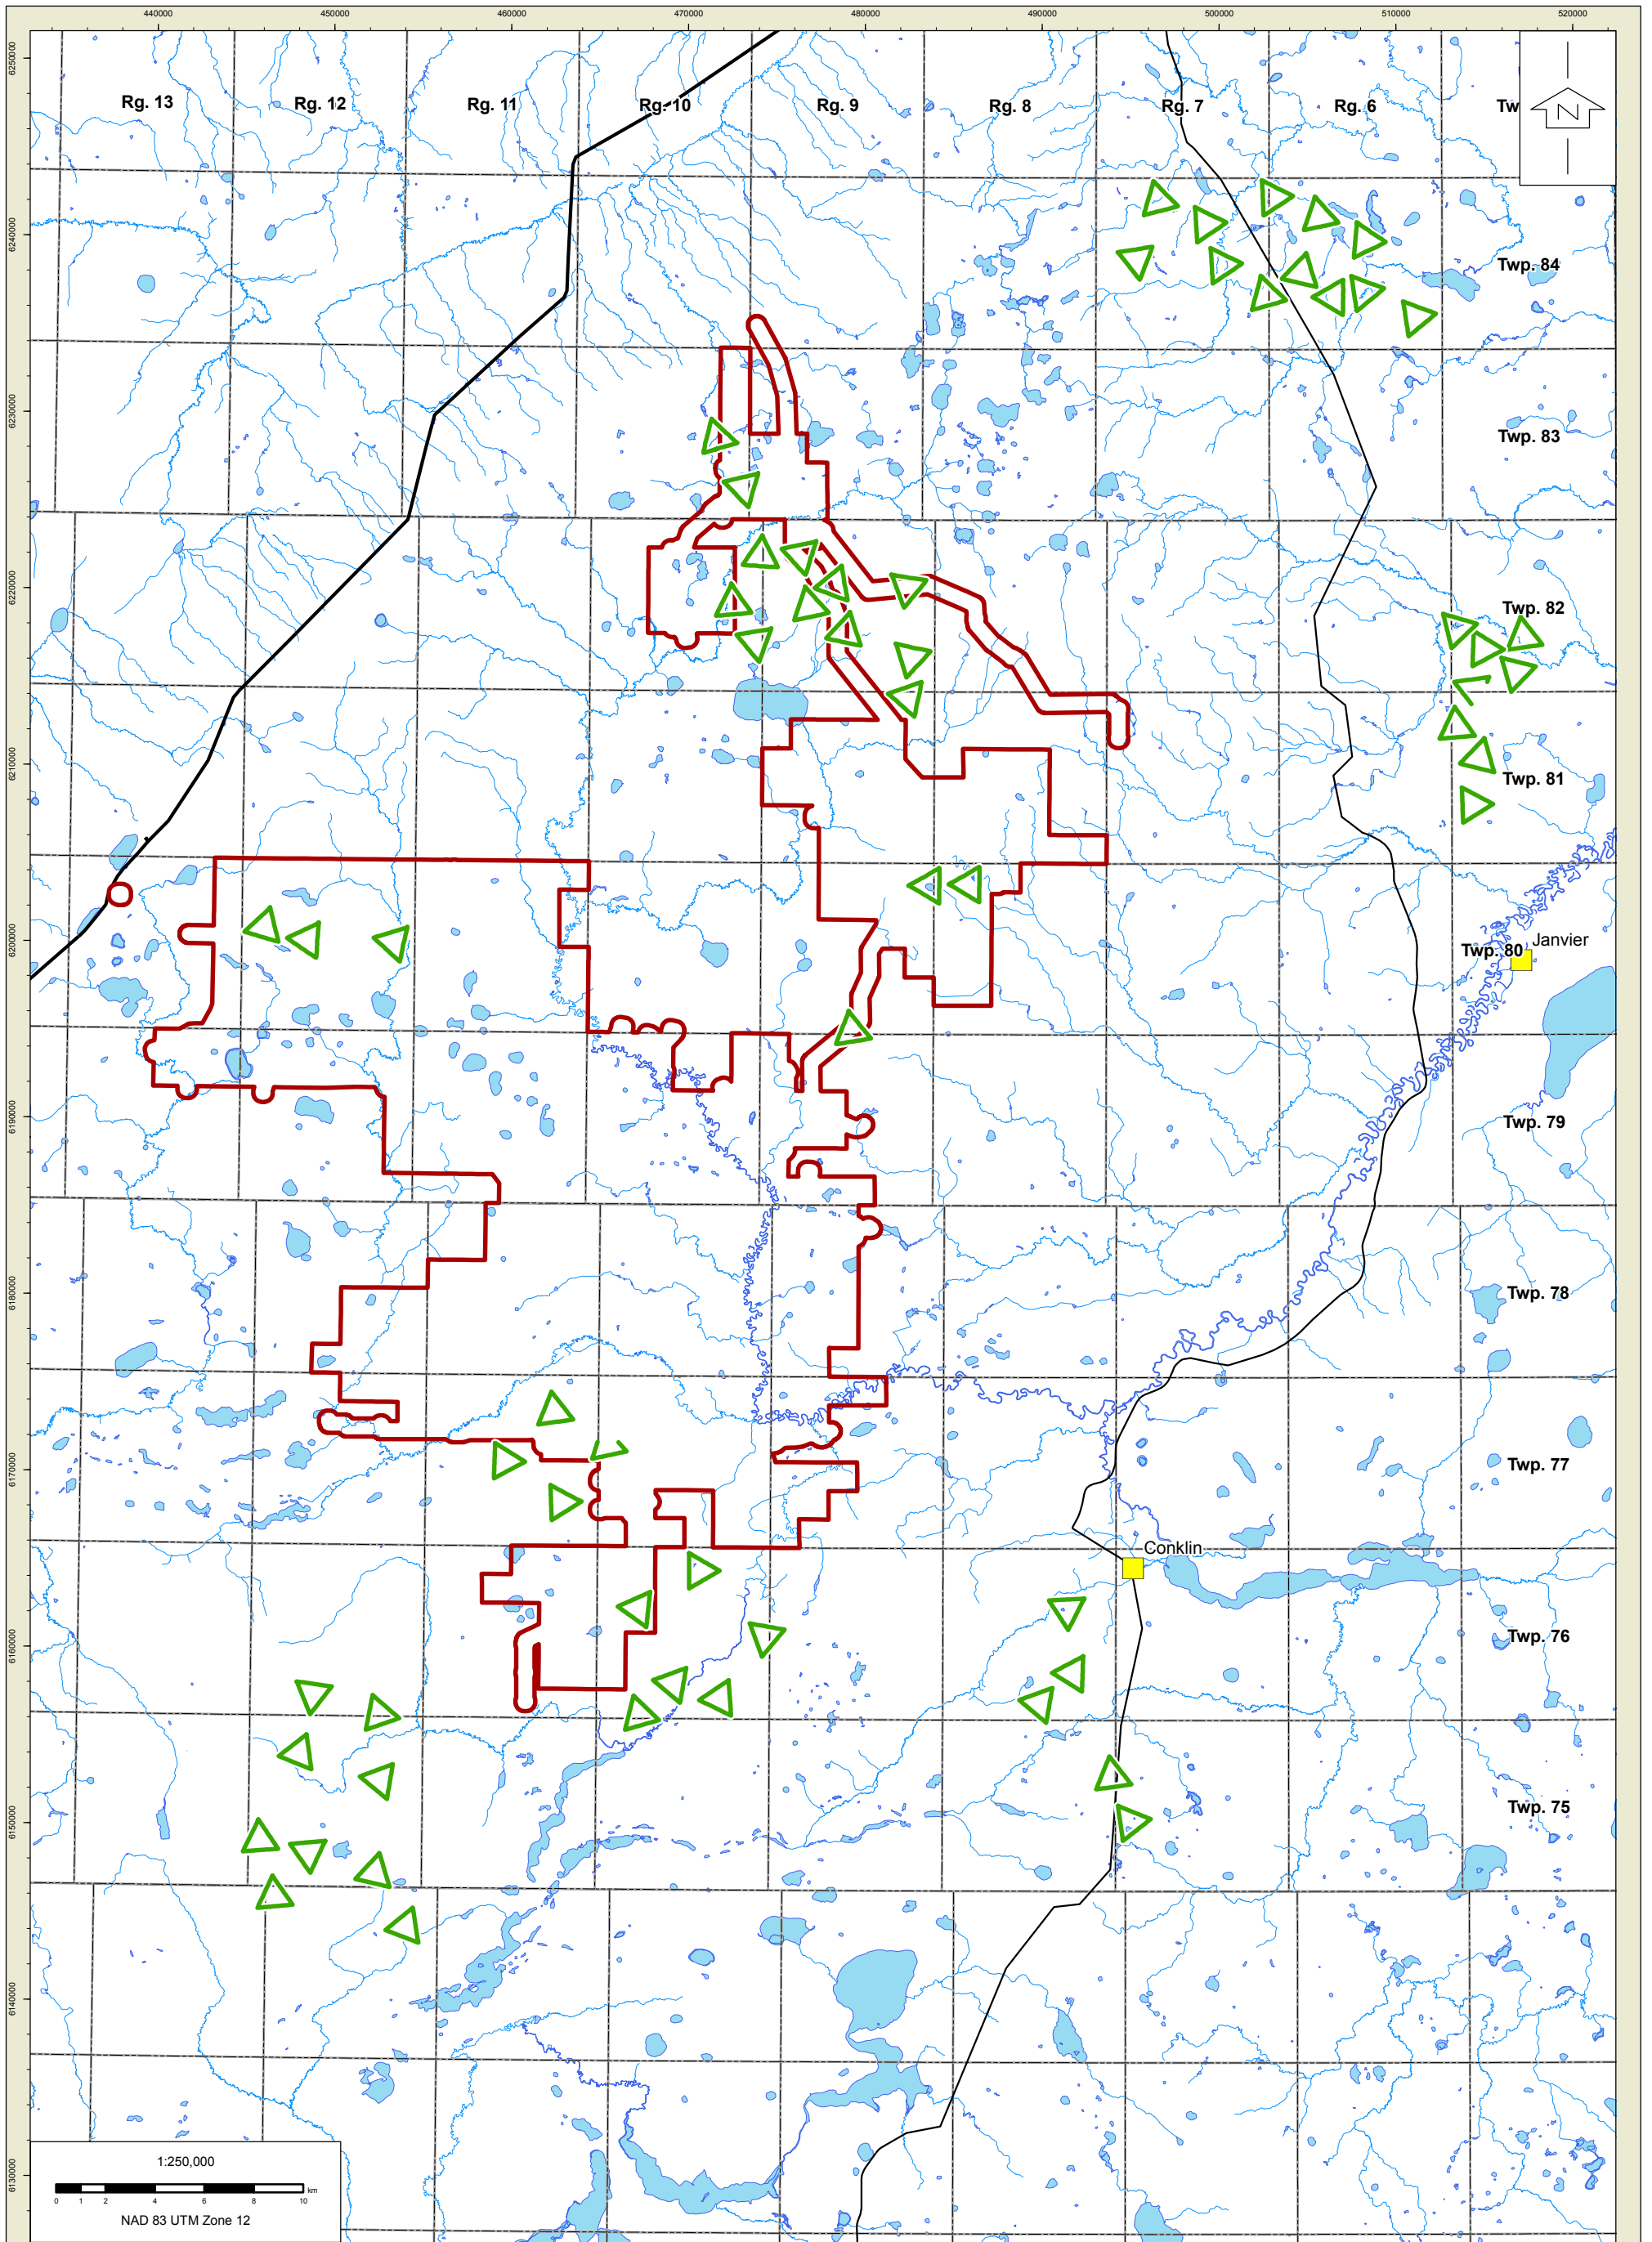 440000 450000 460000 470000 480000 490000 500000 510000 520000
6250000
Rg. 13 Rg. 12 Rg. 11 Rg. 10 Rg. 9 Rg. 8 Rg. 7 Rg. 6 Tw
N
6240000
Twp. 84
6230000
Twp. 83
6220000
Twp. 82
6210000
Twp. 81
6200000
Janvier
Twp. 80
6190000
Twp. 79
6180000
Twp. 78
6170000
Twp. 77
Conklin
6160000
Twp. 76
6150000
Twp. 75
6140000
6130000
1:250,000
0 1 2 4 6 8 10 km
NAD 83 UTM Zone 12